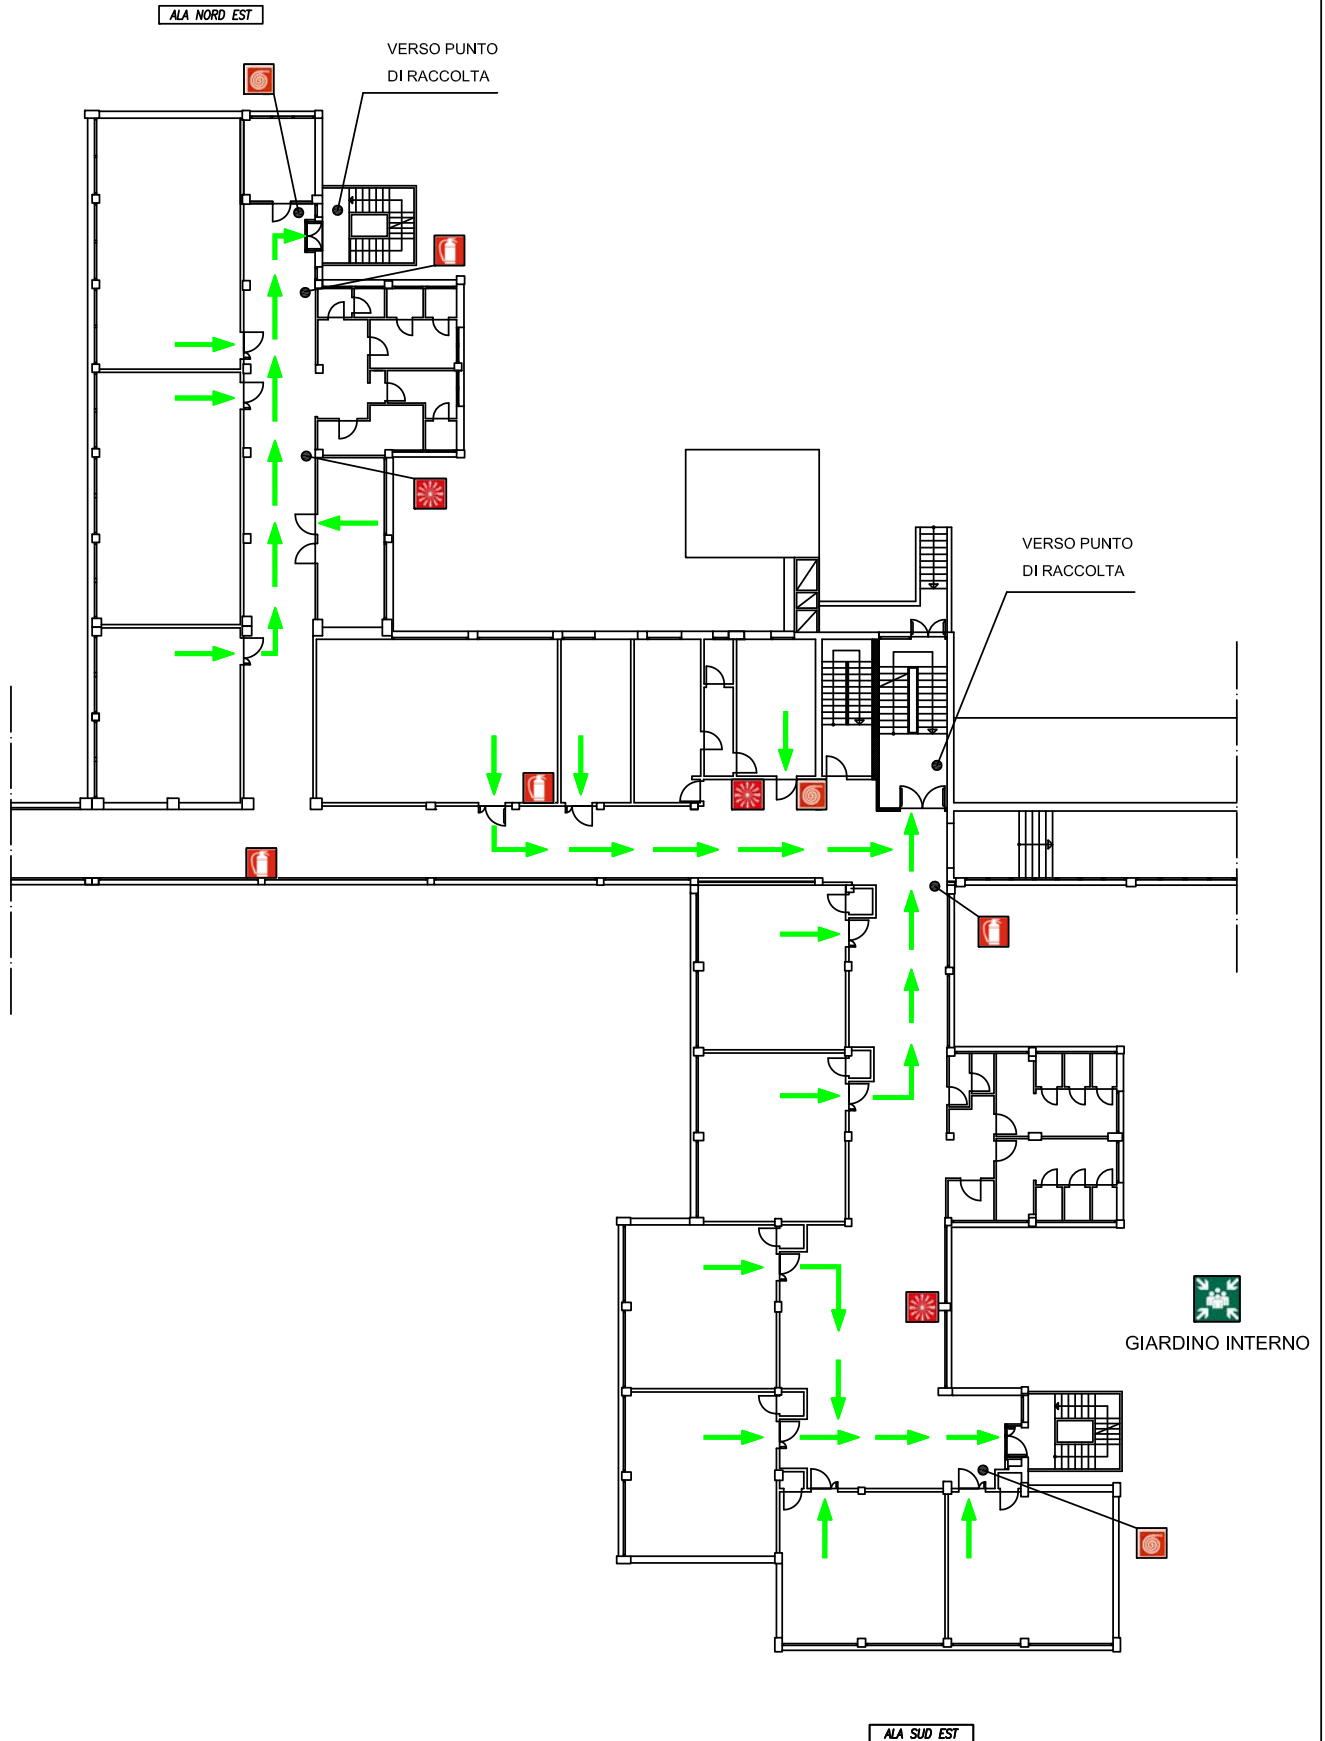 ALA NORD EST
VERSO PUNTO
DI RACCOLTA
VERSO PUNTO
DI RACCOLTA
GIARDINO INTERNO
ALA SUD EST